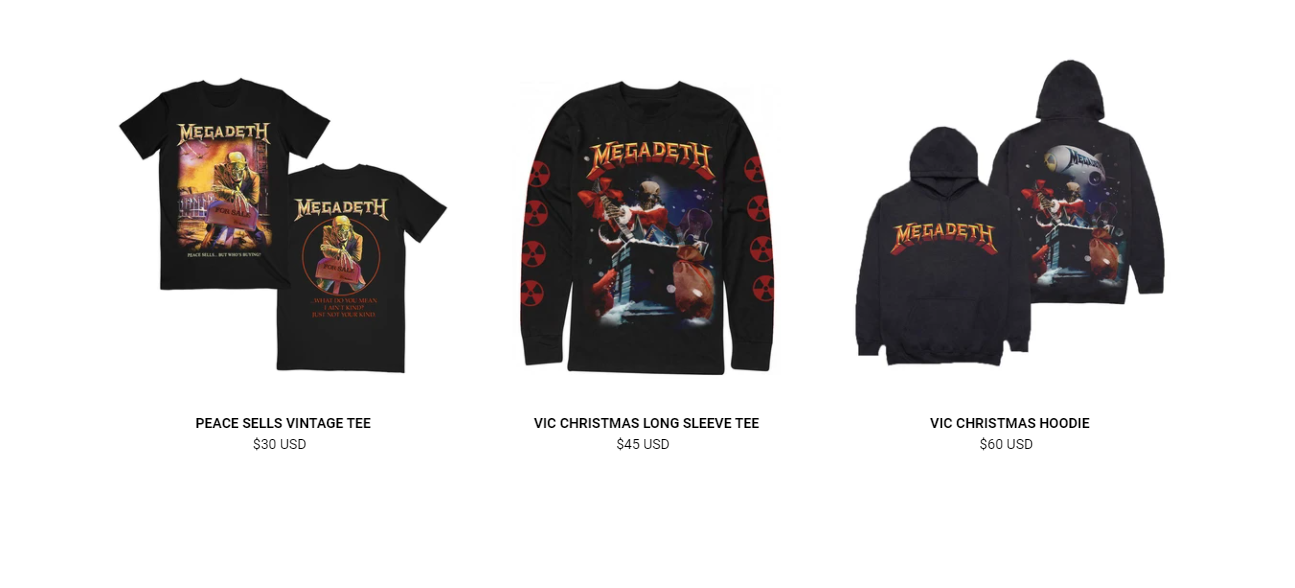 MEGADETH
FOR SALE
PEACE SELLS... BUT WHO'S BUYING?
MEGADETH
FOR SALE
...WHAT DO YOU MEAN,
I AIN'T KIND?
JUST NOT YOUR KIND.
MEGADETH
MEGADETH
MEGADETH
PEACE SELLS VINTAGE TEE
$30 USD
VIC CHRISTMAS LONG SLEEVE TEE
$45 USD
VIC CHRISTMAS HOODIE
$60 USD